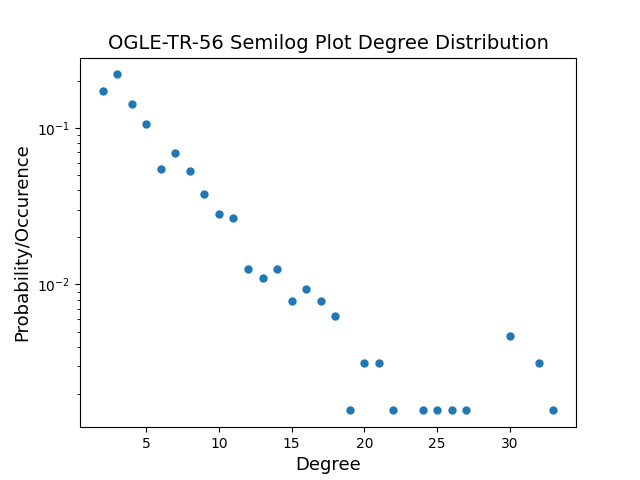 OGLE-TR-56 Semilog Plot Degree Distribution
Probability/Occurence
10⁻¹
10⁻²
5 10 15 20 25 30
Degree